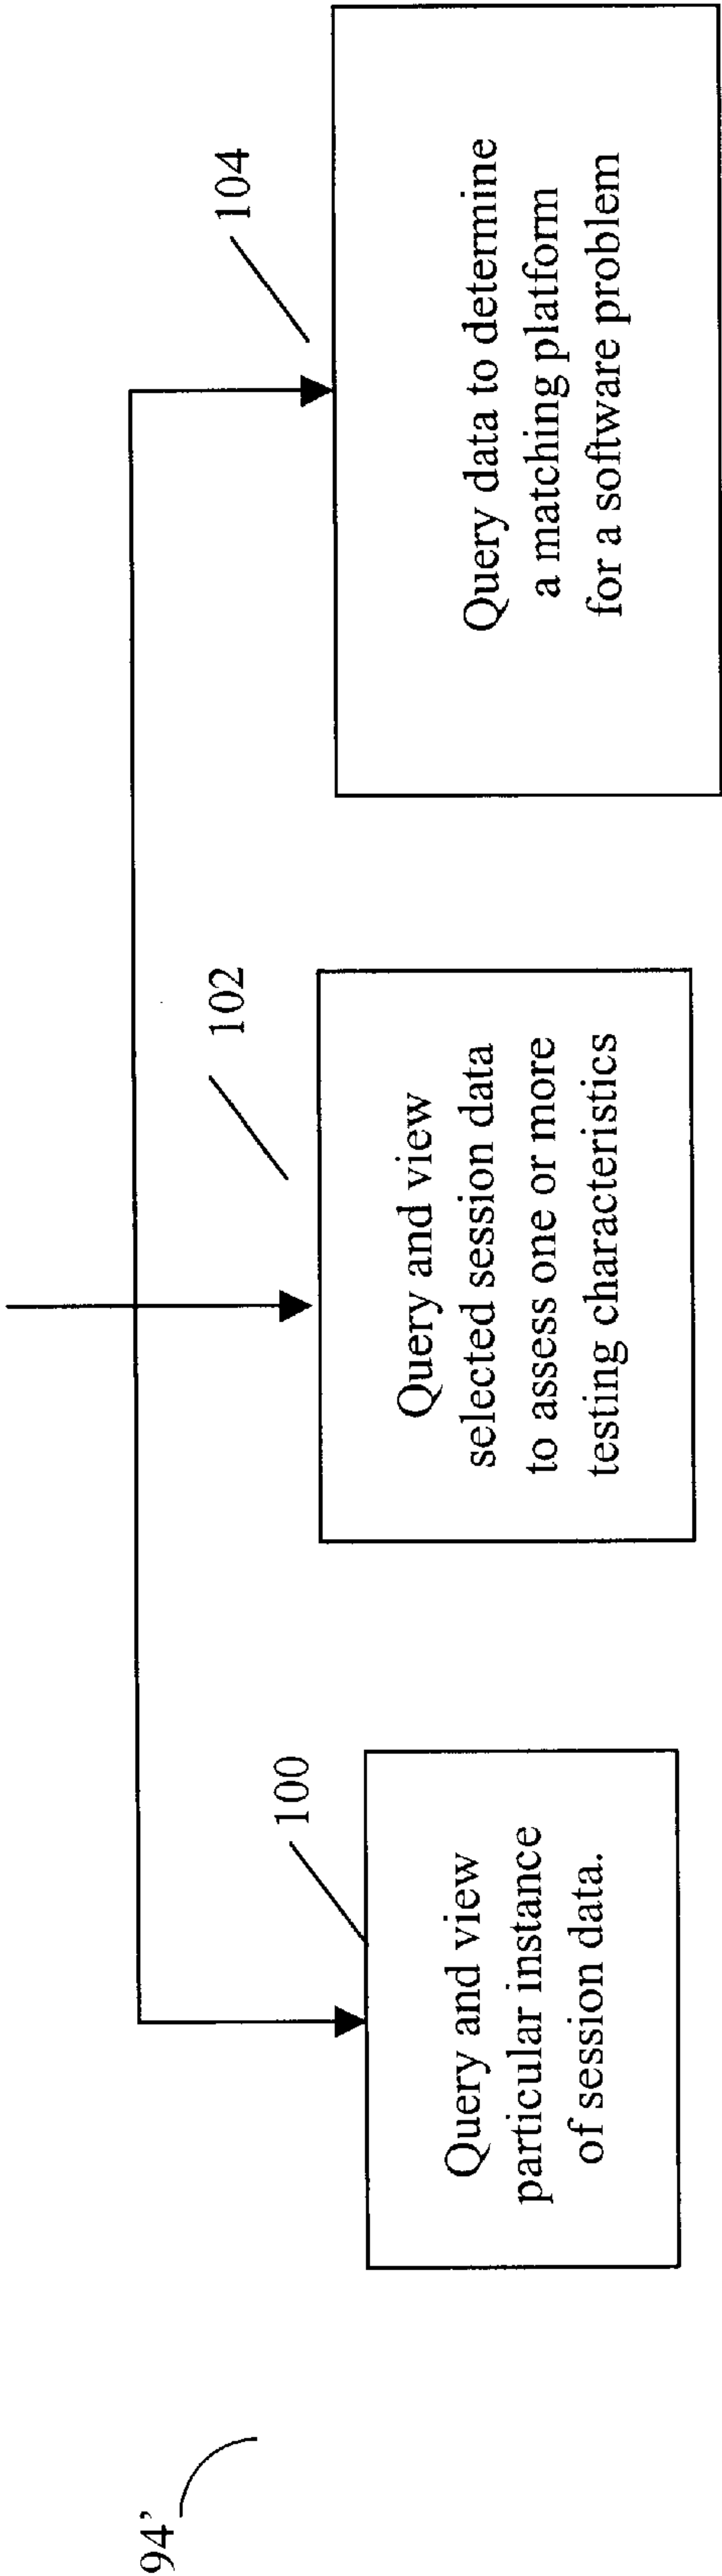 94’
100
Query and view
particular instance
of session data.
102
Query and view
selected session data
to assess one or more
testing characteristics
104
Query data to determine
a matching platform
for a software problem